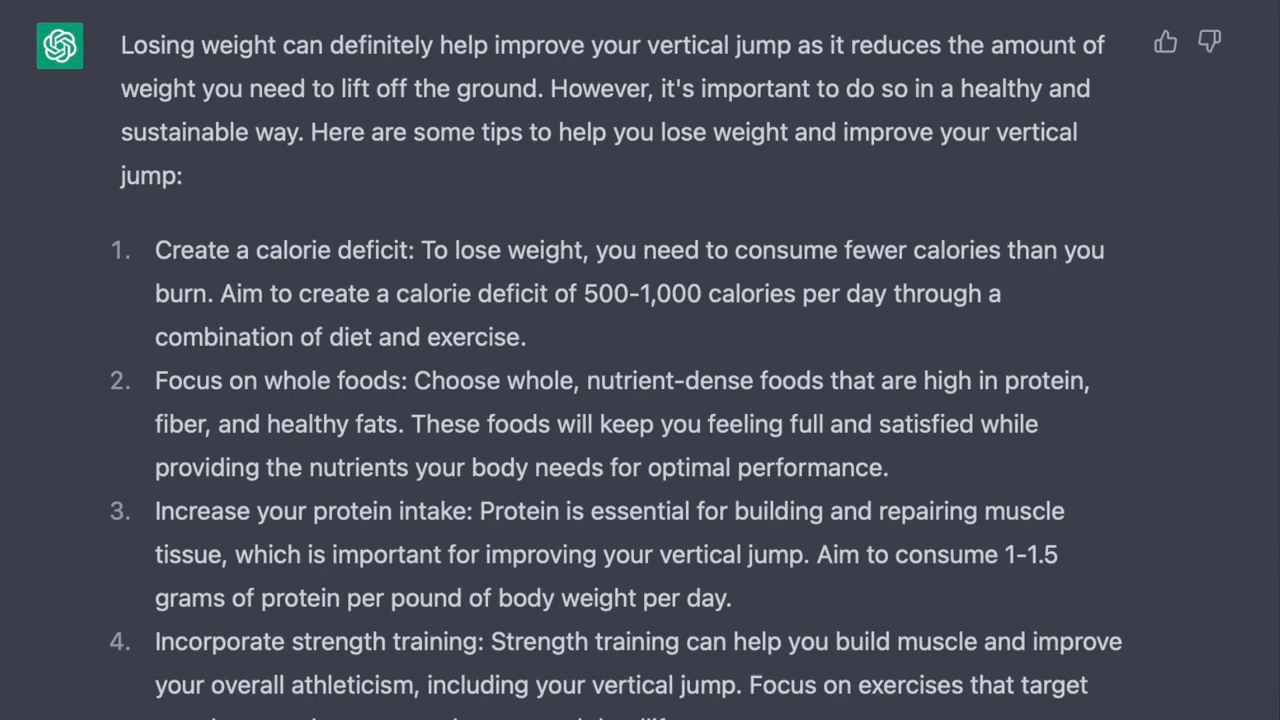 Losing weight can definitely help improve your vertical jump as it reduces the amount of
weight you need to lift off the ground. However, it's important to do so in a healthy and
sustainable way. Here are some tips to help you lose weight and improve your vertical
jump:
1. Create a calorie deficit: To lose weight, you need to consume fewer calories than you
burn. Aim to create a calorie deficit of 500-1,000 calories per day through a
combination of diet and exercise.
2. Focus on whole foods: Choose whole, nutrient-dense foods that are high in protein,
fiber, and healthy fats. These foods will keep you feeling full and satisfied while
providing the nutrients your body needs for optimal performance.
3. Increase your protein intake: Protein is essential for building and repairing muscle
tissue, which is important for improving your vertical jump. Aim to consume 1-1.5
grams of protein per pound of body weight per day.
4. Incorporate strength training: Strength training can help you build muscle and improve
your overall athleticism, including your vertical jump. Focus on exercises that target